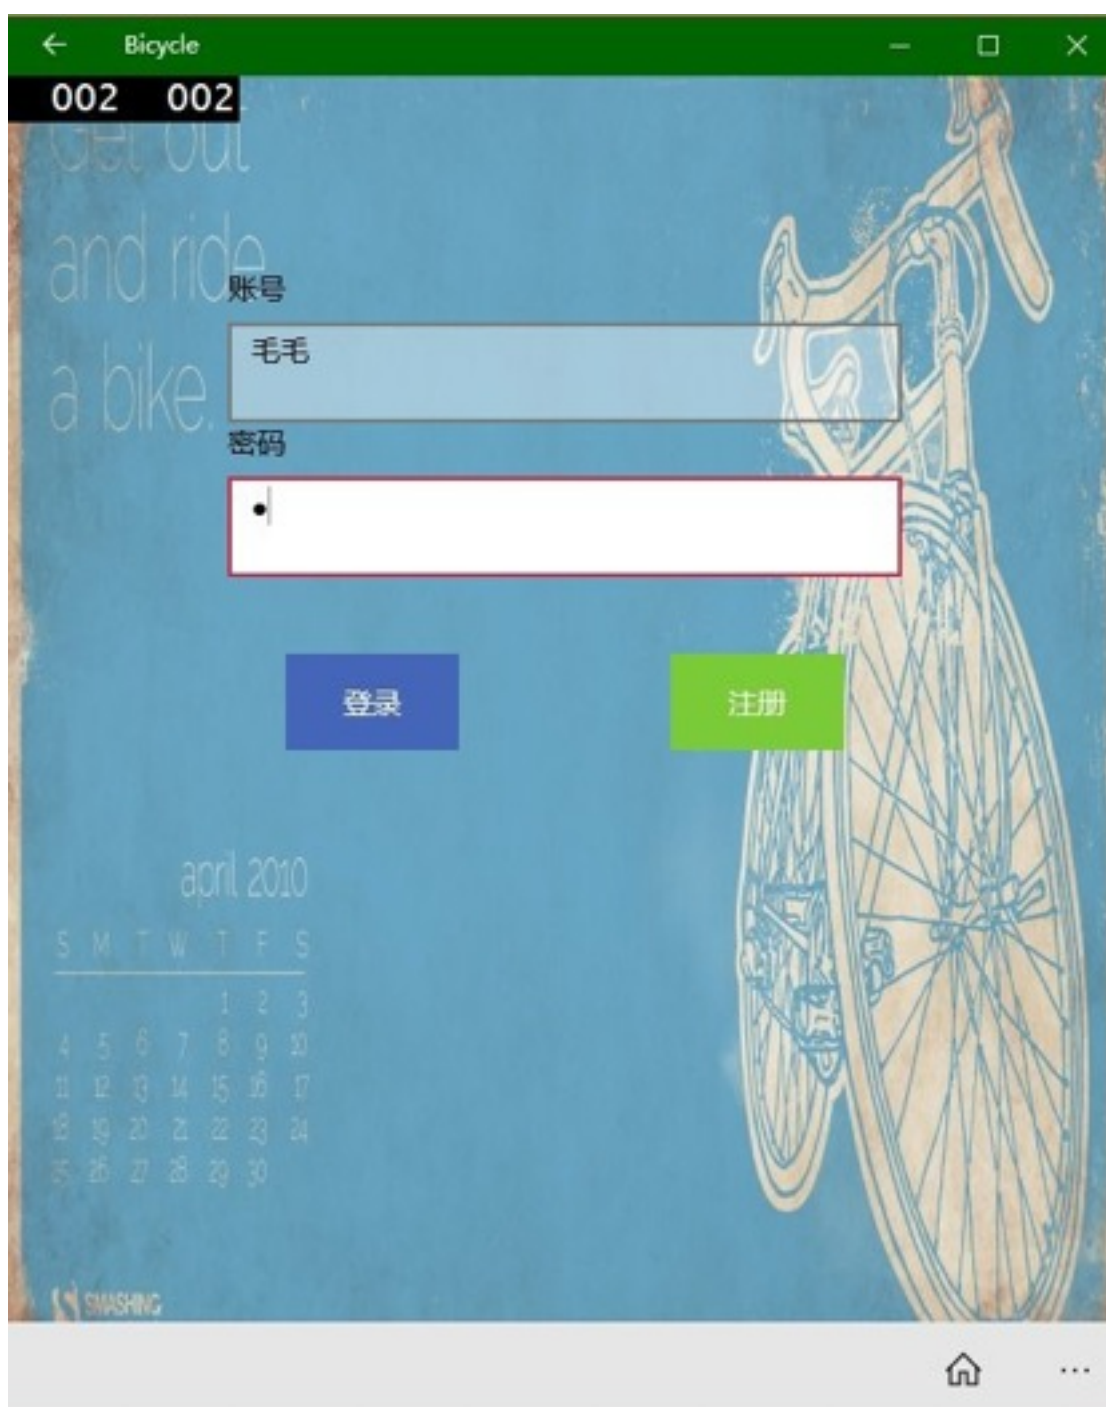 Bicycle
002 002
Get out
and ride
a bike.
账号
毛毛
密码
登录 注册
april 2010
S M T W T F S
1 2 3
4 5 6 7 8 9 10
11 12 13 14 15 16 17
18 19 20 21 22 23 24
25 26 27 28 29 30
SMASHING